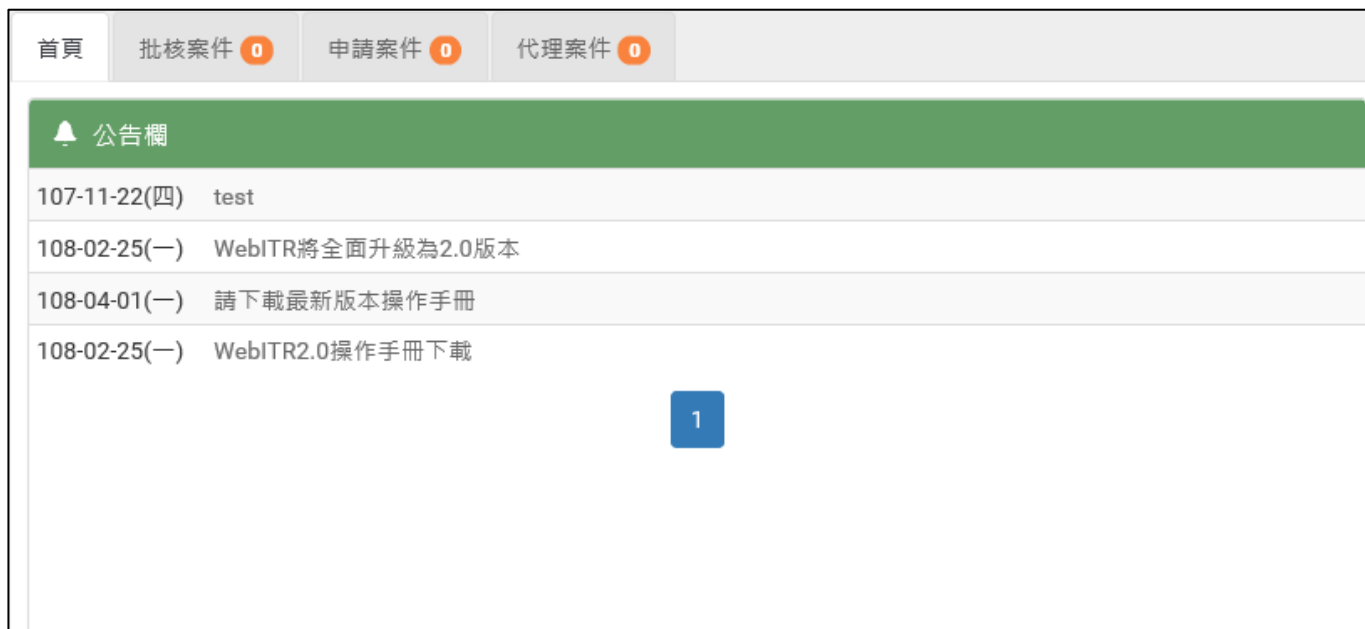 首頁 批核案件 0 申請案件 0 代理案件 0
公告欄
107-11-22(四) test
108-02-25(一) WebITR將全面升級為2.0版本
108-04-01(一) 請下載最新版本操作手冊
108-02-25(一) WebITR2.0操作手冊下載
1